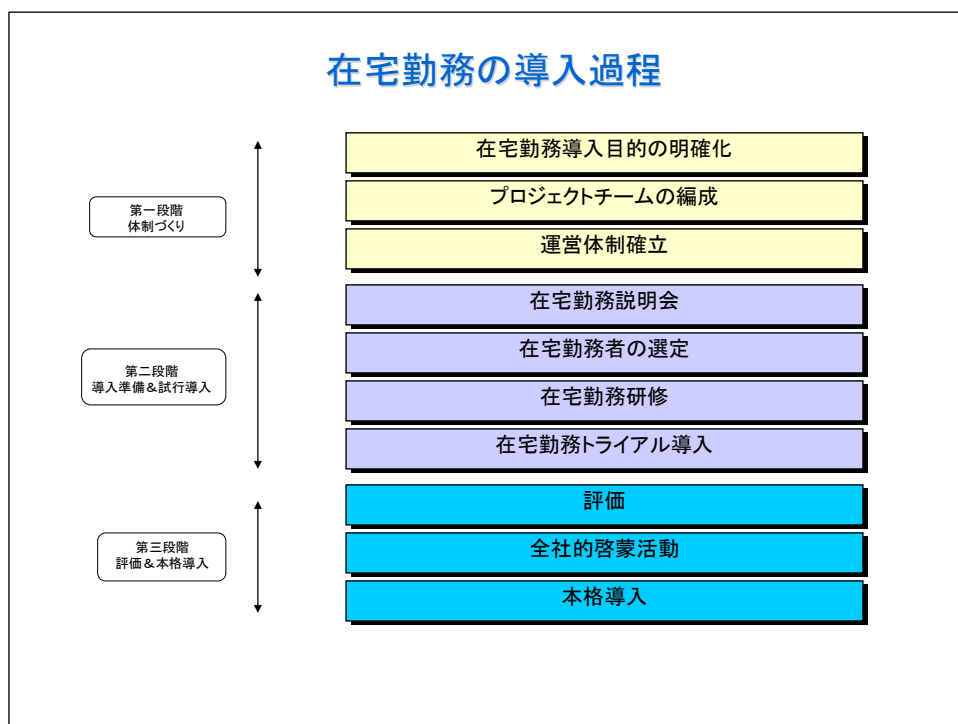 在宅勤務の導入過程
第一段階
体制づくり
在宅勤務導入目的の明確化
プロジェクトチームの編成
運営体制確立
第二段階
導入準備＆試行導入
在宅勤務説明会
在宅勤務者の選定
在宅勤務研修
在宅勤務トライアル導入
第三段階
評価＆本格導入
評価
全社的啓蒙活動
本格導入